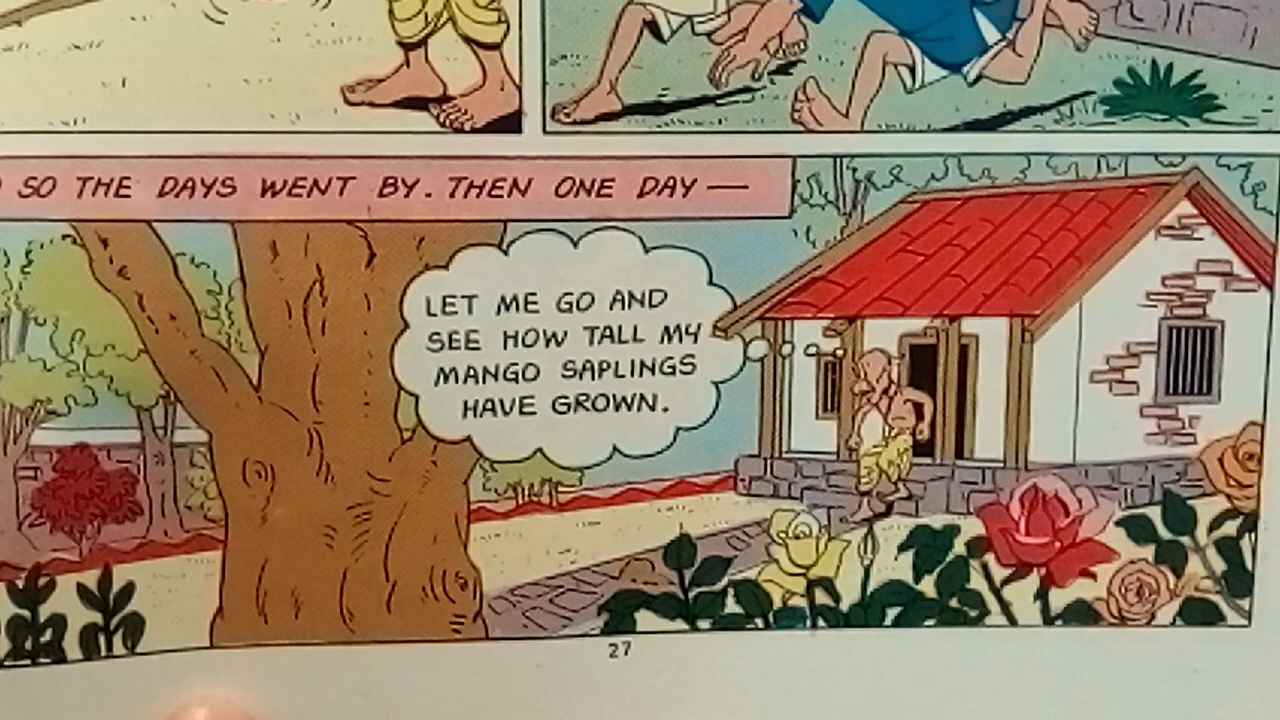 SO THE DAYS WENT BY. THEN ONE DAY —
LET ME GO AND
SEE HOW TALL MY
MANGO SAPLINGS
HAVE GROWN.
27